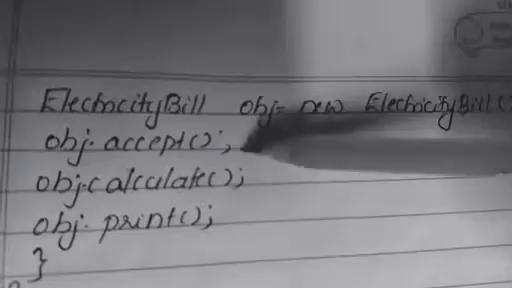 ElectricityBill obj= new ElectricityBill(
obj.accept();
obj.calculate();
obj.print();
}